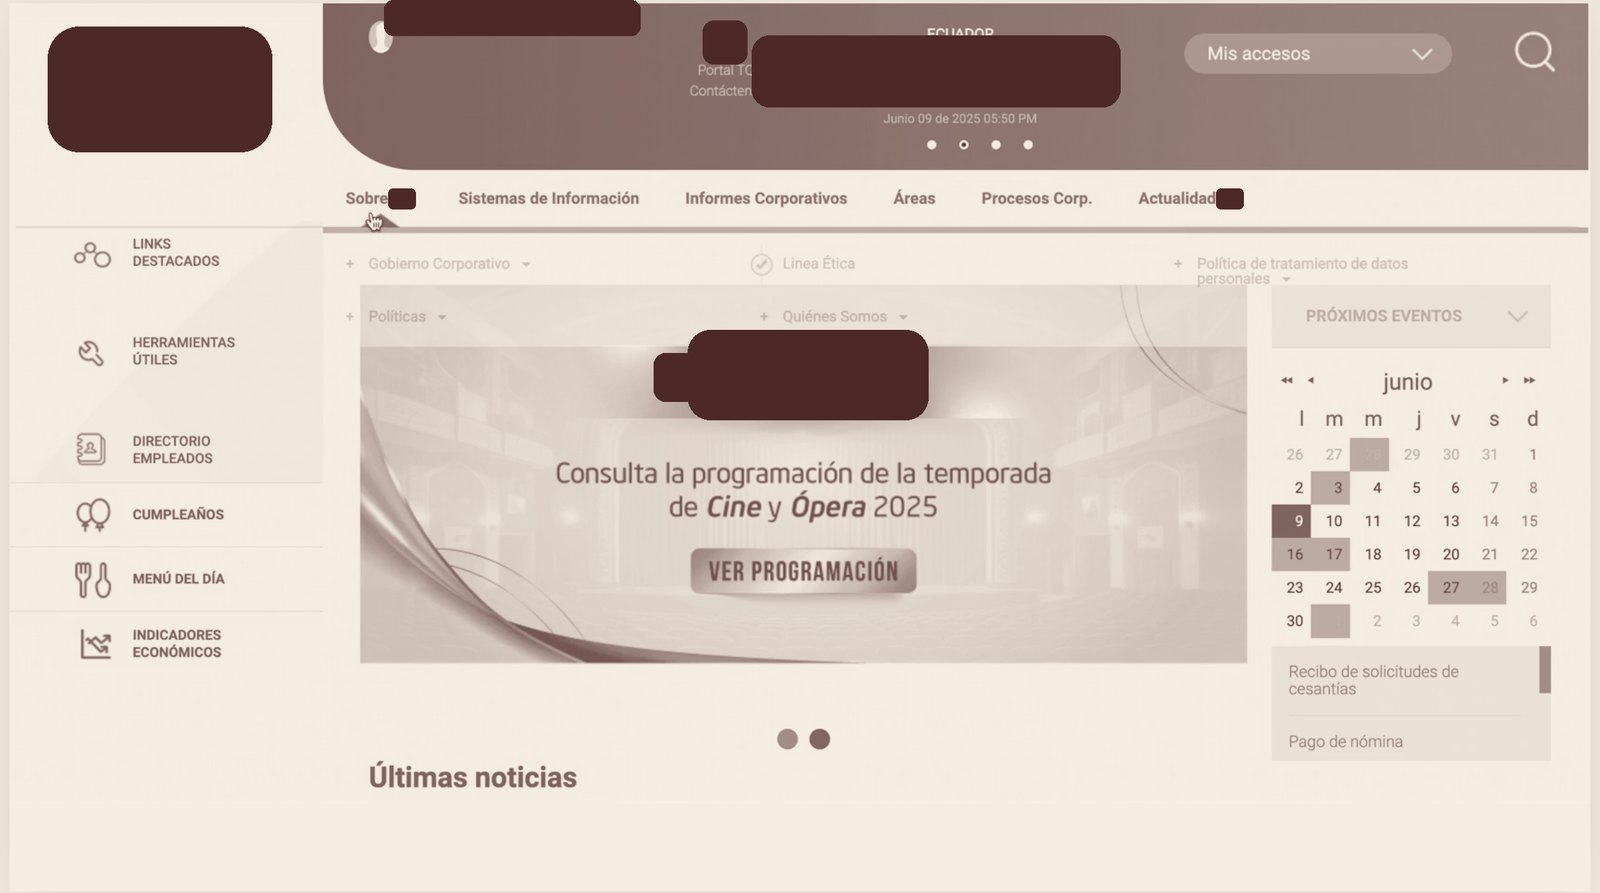 ECUADOR
Portal
Mis accesos
Junio 09 de 2025 05:50 PM
Sobre
Sistemas de Información
Informes Corporativos
Áreas
Procesos Corp.
Actualidad
LINKS
DESTACADOS
HERRAMIENTAS
ÚTILES
DIRECTORIO
EMPLEADOS
CUMPLEAÑOS
MENÚ DEL DÍA
INDICADORES
ECONÓMICOS
+ Gobierno Corporativo
Linea Ética
+ Política de tratamiento de datos
personales
+ Políticas
+ Quiénes Somos
Consulta la programación de la temporada
de Cine y Ópera 2025
VER PROGRAMACIÓN
PRÓXIMOS EVENTOS
junio
l m m j v s d
26 27 28 29 30 31 1
2 3 4 5 6 7 8
9 10 11 12 13 14 15
16 17 18 19 20 21 22
23 24 25 26 27 28 29
30 2 3 4 5 6
Recibo de solicitudes de
cesantías
Pago de nómina
Últimas noticias